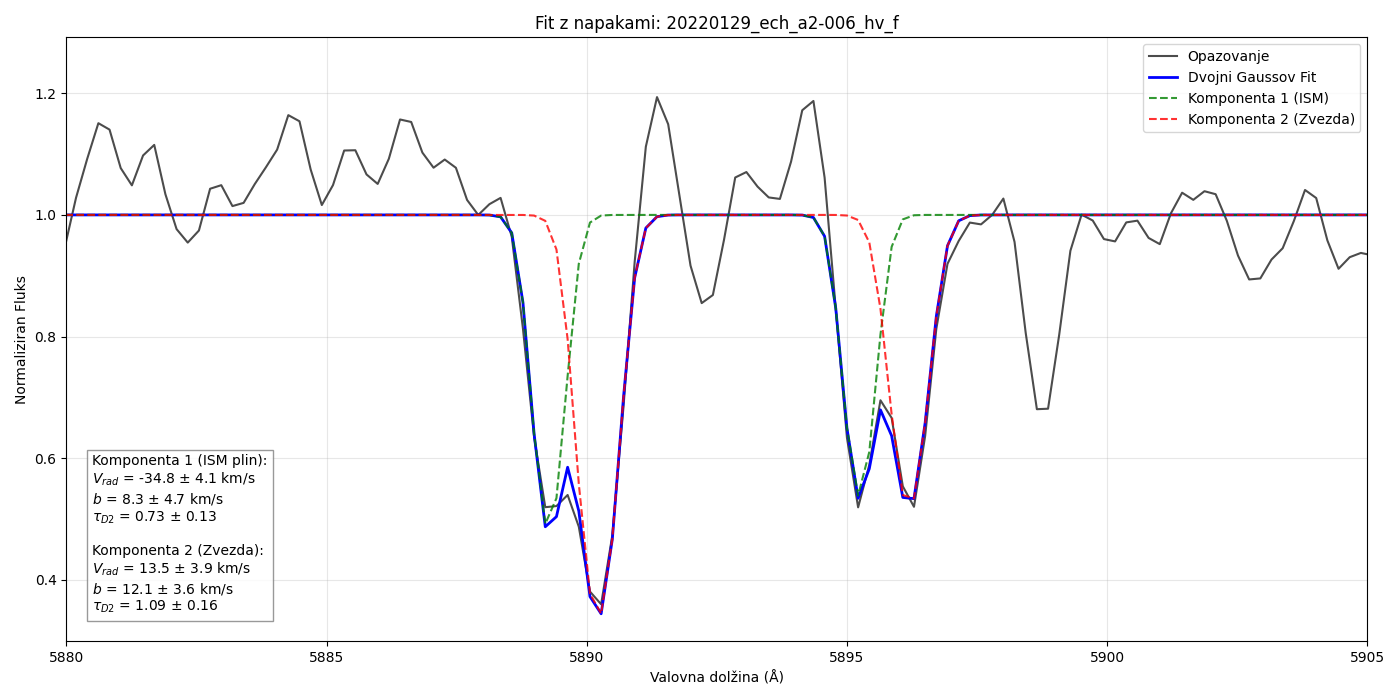 Fit z napakami: 20220129_ech_a2-006_hv_f
Normaliziran Fluks
1.2
1.0
0.8
0.6
0.4
Opazovanje
Dvojni Gaussov Fit
Komponenta 1 (ISM)
Komponenta 2 (Zvezda)
Komponenta 1 (ISM plin):
V_rad = -34.8 ± 4.1 km/s
b = 8.3 ± 4.7 km/s
τ_D2 = 0.73 ± 0.13
Komponenta 2 (Zvezda):
V_rad = 13.5 ± 3.9 km/s
b = 12.1 ± 3.6 km/s
τ_D2 = 1.09 ± 0.16
5880 5885 5890 5895 5900 5905
Valovna dolžina (Å)